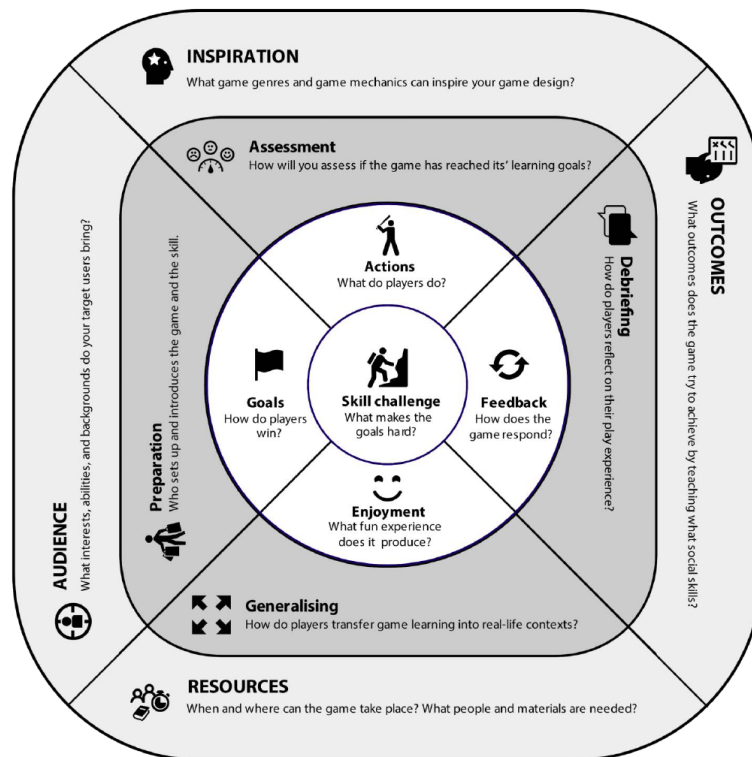 INSPIRATION
What game genres and game mechanics can inspire your game design?
Assessment
How will you assess if the game has reached its' learning goals?
OUTCOMES
What outcomes does the game try to achieve by teaching what social skills?
Debriefing
How do players reflect on their play experience?
Actions
What do players do?
AUDIENCE
What interests, abilities, and backgrounds do your target users bring?
Preparation
Who sets up and introduces the game and the skill.
Goals
How do players
win?
Skill challenge
What makes the
goals hard?
Feedback
How does the
game respond?
Enjoyment
What fun experience
does it produce?
Generalising
How do players transfer game learning into real-life contexts?
RESOURCES
When and where can the game take place? What people and materials are needed?